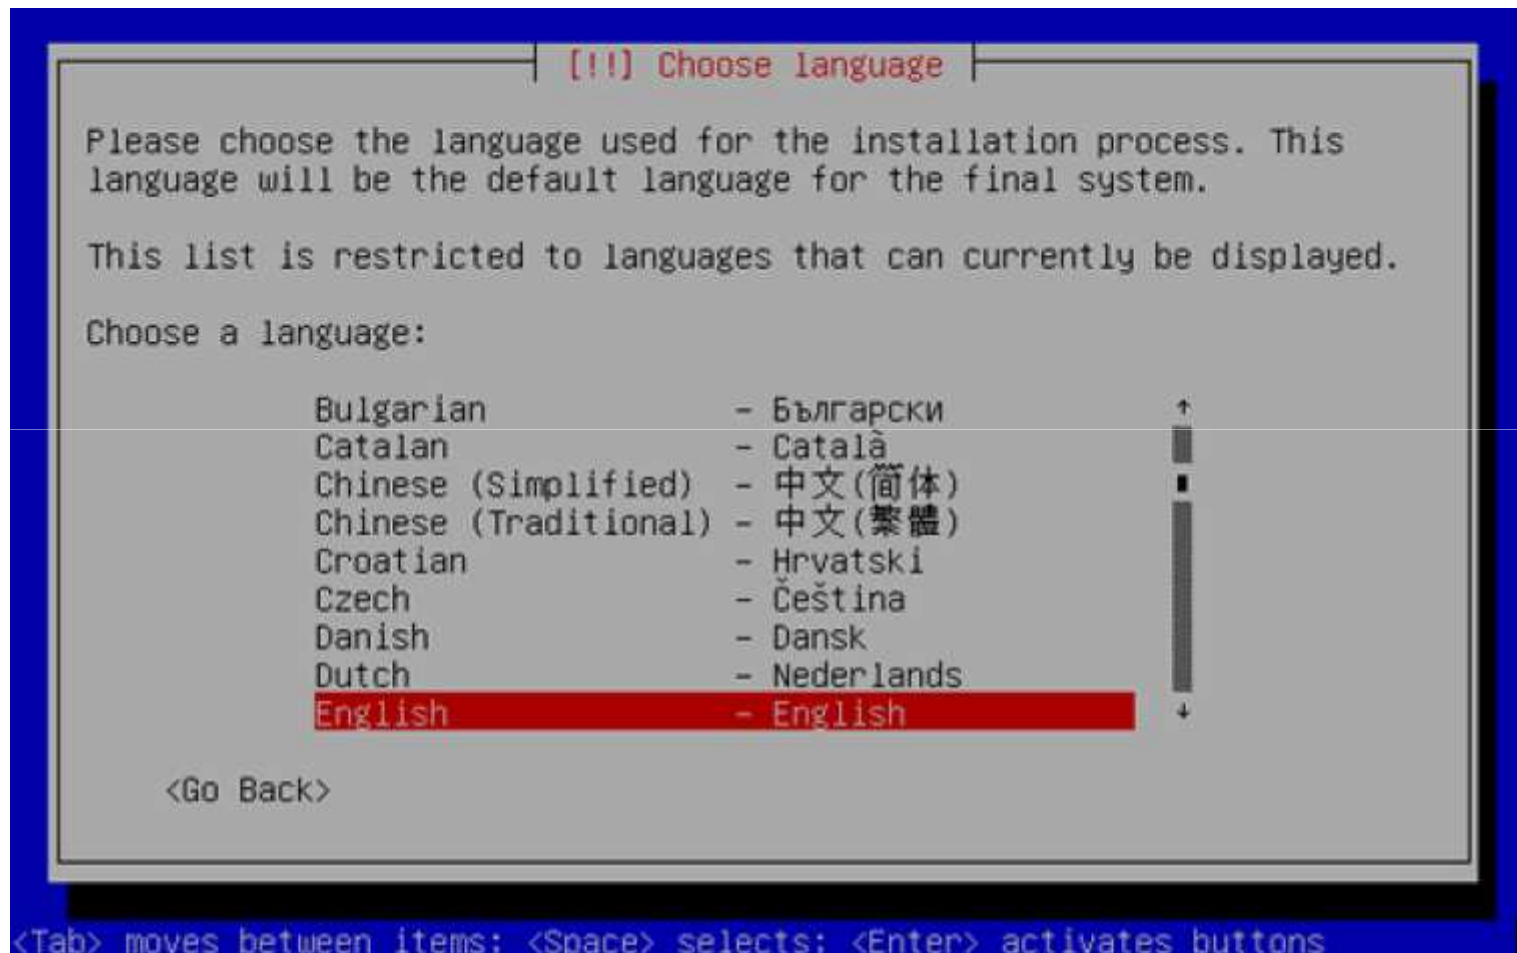 [!!] Choose language
Please choose the language used for the installation process. This
language will be the default language for the final system.
This list is restricted to languages that can currently be displayed.
Choose a language:
Bulgarian - Български
Catalan - Català
Chinese (Simplified) - 中文(简体)
Chinese (Traditional) - 中文(繁體)
Croatian - Hrvatski
Czech - Čeština
Danish - Dansk
Dutch - Nederlands
English - English
<Go Back>
<Tab> moves between items; <Space> selects; <Enter> activates buttons